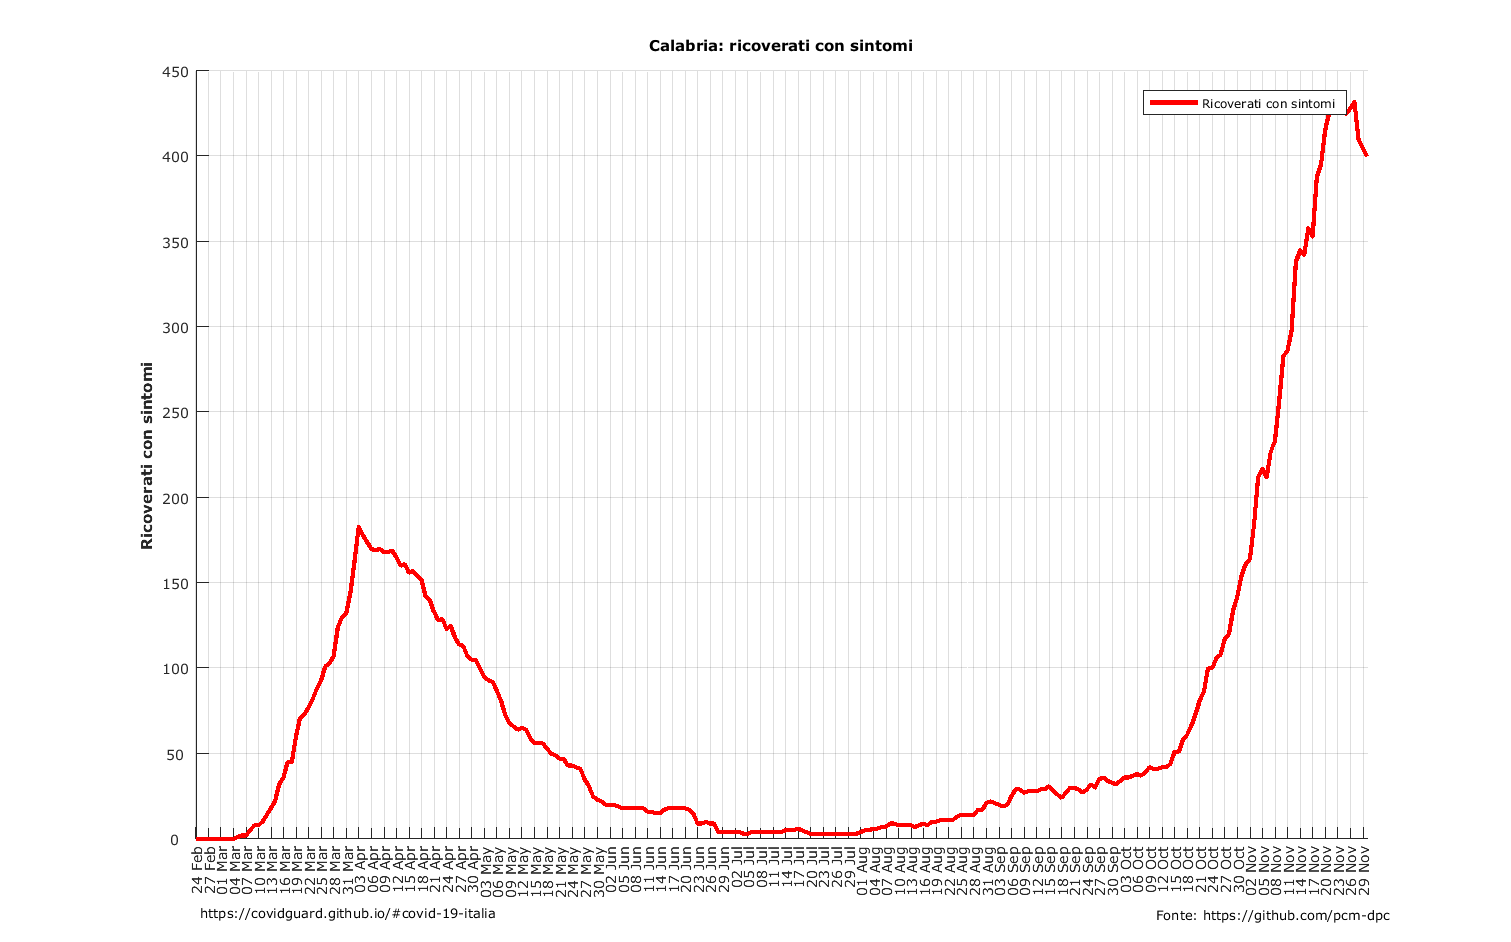 Calabria: ricoverati con sintomi
Ricoverati con sintomi
Ricoverati con sintomi
450
400
350
300
250
200
150
100
50
0
24 Feb
27 Feb
01 Mar
04 Mar
07 Mar
10 Mar
13 Mar
16 Mar
19 Mar
22 Mar
25 Mar
28 Mar
31 Mar
03 Apr
06 Apr
09 Apr
12 Apr
15 Apr
18 Apr
21 Apr
24 Apr
27 Apr
30 Apr
03 May
06 May
09 May
12 May
15 May
18 May
21 May
24 May
27 May
30 May
02 Jun
05 Jun
08 Jun
11 Jun
14 Jun
17 Jun
20 Jun
23 Jun
26 Jun
29 Jun
02 Jul
05 Jul
08 Jul
11 Jul
14 Jul
17 Jul
20 Jul
23 Jul
26 Jul
29 Jul
01 Aug
04 Aug
07 Aug
10 Aug
13 Aug
16 Aug
19 Aug
22 Aug
25 Aug
28 Aug
31 Aug
03 Sep
06 Sep
09 Sep
12 Sep
15 Sep
18 Sep
21 Sep
24 Sep
27 Sep
30 Sep
03 Oct
06 Oct
09 Oct
12 Oct
15 Oct
18 Oct
21 Oct
24 Oct
27 Oct
30 Oct
02 Nov
05 Nov
08 Nov
11 Nov
14 Nov
17 Nov
20 Nov
23 Nov
26 Nov
29 Nov
https://covidguard.github.io/#covid-19-italia
Fonte: https://github.com/pcm-dpc